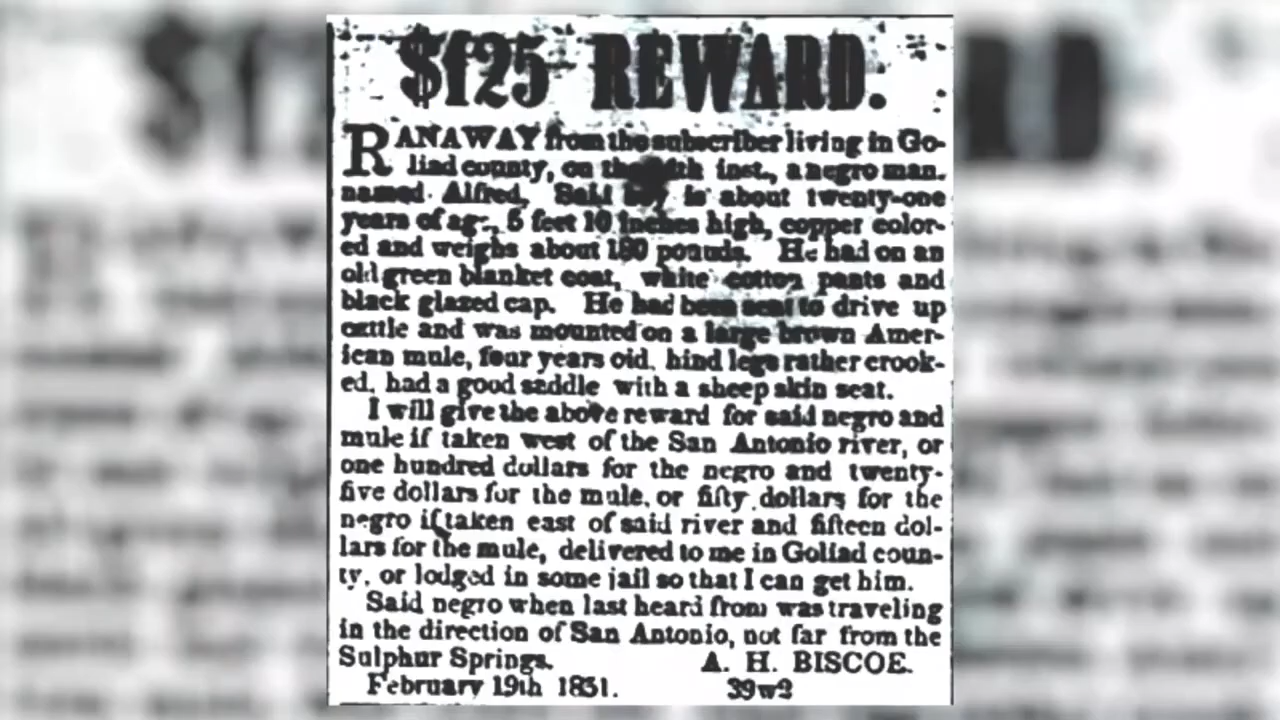 $125 REWARD.
RANAWAY from the subscriber living in Go-
liad county, on the inst., a negro man.
named Alfred, Said boy is about twenty-one
years of age, 5 feet 10 inches high, copper color-
ed and weighs about 180 pounds. He had on an
old green blanket coat, white cotton pants and
black glazed cap. He had been sent to drive up
cattle and was mounted on a large brown Amer-
ican mule, four years old, hind legs rather crook-
ed, had a good saddle with a sheep skin seat.
I will give the above reward for said negro and
mule if taken west of the San Antonio river, or
one hundred dollars for the negro and twenty-
five dollars for the mule, or fifty dollars for the
negro if taken east of said river and fifteen dol-
lars for the mule, delivered to me in Goliad coun-
ty, or lodged in some jail so that I can get him.
Said negro when last heard from was traveling
in the direction of San Antonio, not far from the
Sulphur Springs. A. H. BISCOE.
February 19th 1851. 39w2